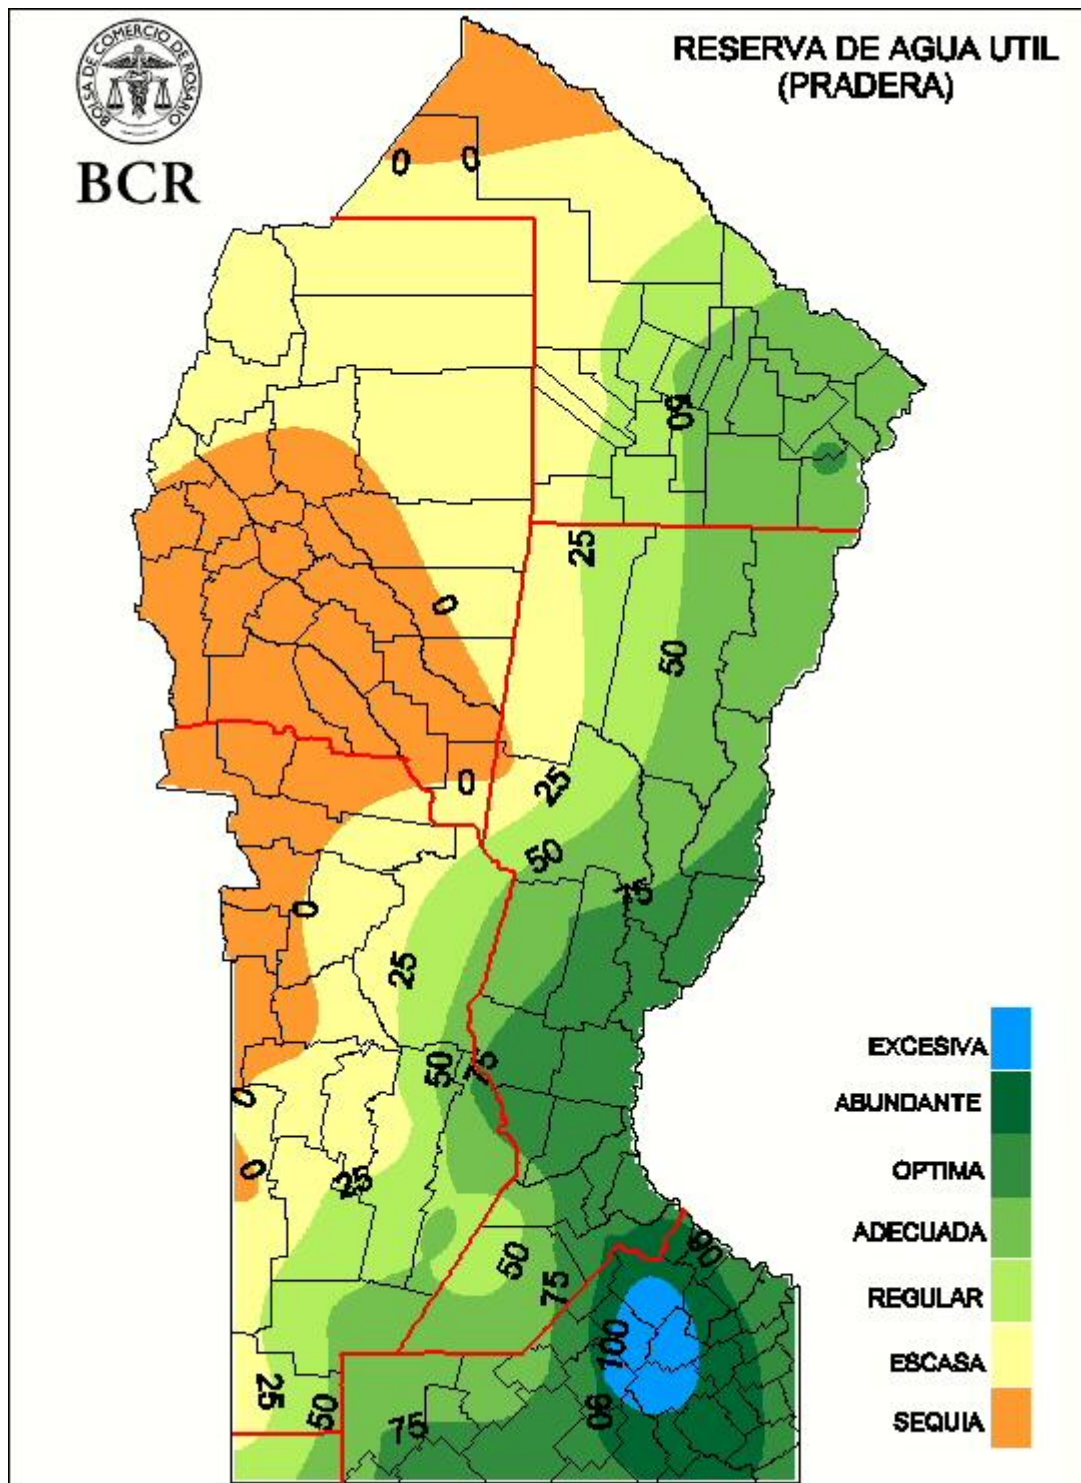 BOLSA DE COMERCIO DE ROSARIO
BCR
RESERVA DE AGUA UTIL
(PRADERA)
0
0
60
25
0
50
0
25
50
75
0
25
50
75
0
0
25
90
50
75
100
25
50
90
75
EXCESIVA
ABUNDANTE
OPTIMA
ADECUADA
REGULAR
ESCASA
SEQUIA